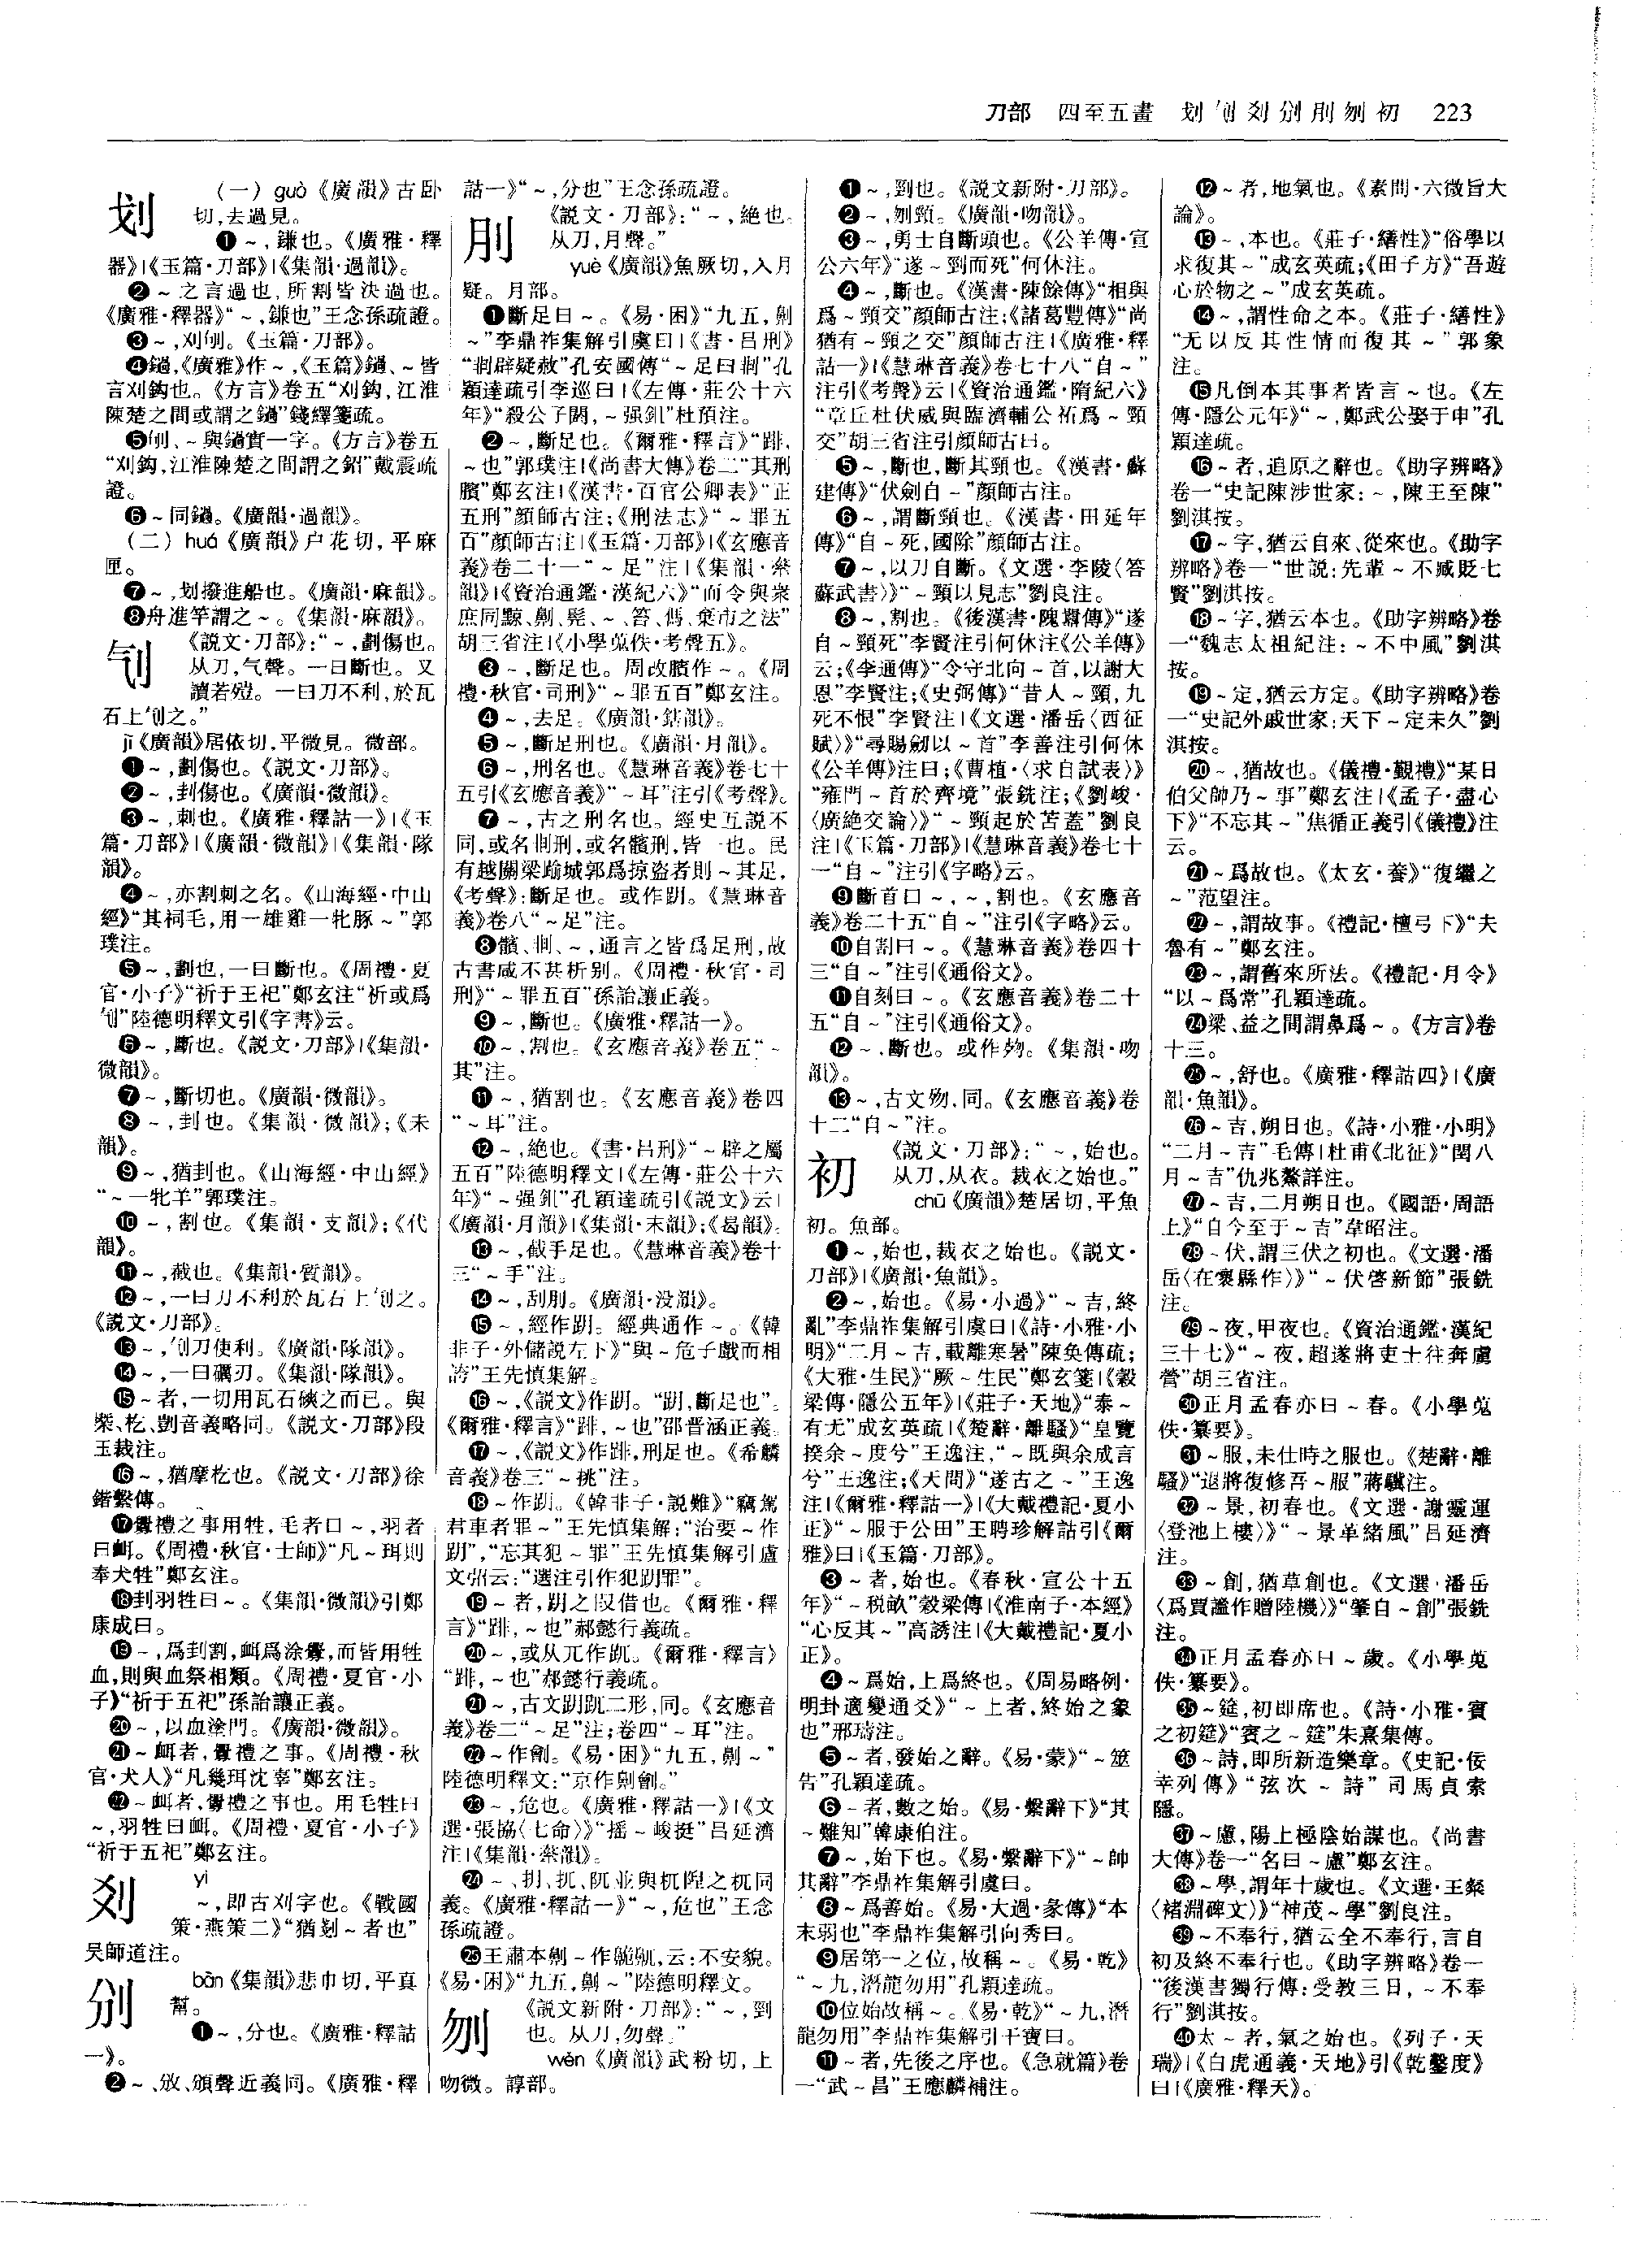 刀部 四至五畫 划刉刘刐刖刎初 223
划
（一）guò《廣韻》古卧
切，去過見。
❶～，鎌也。《廣雅·釋
器》|《玉篇·刀部》|《集韻·過韻》。
❷～之言過也，所割皆決過也。
《廣雅·釋器》“～，鎌也”王念孫疏證。
❸～，刈刎。《玉篇·刀部》。
❹鐹，《廣雅》作～，《玉篇》鐹、～皆
言刈鈎也。《方言》卷五“刈鈎，江淮
陳楚之間或謂之鐹”錢繹箋疏。
“刈鈎，江淮陳楚之間謂之鉊”戴震疏
證。
❻～同鐹。《廣韻·過韻》。
（二）huá《廣韻》户花切，平麻
匣。
❼～，划撥進船也。《廣韻·麻韻》。
❽舟進竿謂之～。《集韻·麻韻》。
刉
《説文·刀部》：“～，劃傷也。
从刀，气聲。一曰斷也。又
讀若殪。一曰刀不利，於瓦
石上刉之。”
jī《廣韻》居依切，平微見。微部。
❶～，劃傷也。《説文·刀部》。
❷～，刲傷也。《廣韻·微韻》。
❸～，刺也。《廣雅·釋詁一》|《玉
篇·刀部》|《廣韻·微韻》|《集韻·隊
韻》。
❹～，亦割刺之名。《山海經·中山
經》“其祠毛，用一雄雞一牝豚～”郭
璞注。
❺～，劃也，一曰斷也。《周禮·夏
官·小子》“祈于王祀”鄭玄注“祈或爲
刉”陸德明釋文引《字書》云。
❻～，斷也。《説文·刀部》|《集韻·
微韻》。
❼～，斷切也。《廣韻·微韻》。
❽～，刲也。《集韻·微韻》；《未
韻》。
❾～，猶刲也。《山海經·中山經》
“～一牝羊”郭璞注。
❿～，割也。《集韻·支韻》；《代
韻》。
⓫～，截也。《集韻·質韻》。
⓬～，一曰刀不利於瓦石上刉之。
《説文·刀部》。
⓭～，刉刀使利。《廣韻·隊韻》。
⓮～，一曰礪刃。《集韻·隊韻》。
⓯～者，一切用瓦石磢之而已。與
玉裁注。
⓰～，猶摩杚也。《説文·刀部》徐
鍇繫傳。
⓱釁禮之事用牲，毛者曰～，羽者
曰衈。《周禮·秋官·士師》“凡～珥則
奉犬牲”鄭玄注。
⓲刲羽牲曰～。《集韻·微韻》引鄭
康成曰。
⓳～，爲刲割，衈爲涂釁，而皆用牲
血，則與血祭相類。《周禮·夏官·小
子》“祈于五祀”孫詒讓正義。
⓴～，以血塗門。《廣韻·微韻》。
㉑～衈者，釁禮之事。《周禮·秋
官·犬人》“凡幾珥沈辜”鄭玄注。
㉒～衈者，釁禮之事也。用毛牲曰
～，羽牲曰衈。《周禮·夏官·小子》
“祈于五祀”鄭玄注。
yì
～，即古刈字也。《戰國
策·燕策二》“猶剗～者也”
吴師道注。
bān《集韻》悲巾切，平真
幫。
❶～，分也。《廣雅·釋詁
一》。
❷～、攽、頒聲近義同。《廣雅·釋
詁一》“～，分也”王念孫疏證。
刖
《説文·刀部》：“～，絶也。
从刀，月聲。”
yuè《廣韻》魚厥切，入月
疑。月部。
❶斷足曰～。《易·困》“九五，劓
～”李鼎祚集解引虞曰|《書·吕刑》
“剕辟疑赦”孔安國傳“～足曰剕”孔
穎達疏引李巡曰|《左傳·莊公十六
年》“殺公子閼，～强鉏”杜預注。
❷～，斷足也。《爾雅·釋言》“跸，
～也”郭璞注|《尚書大傳》卷二“其刑
臏”鄭玄注|《漢書·百官公卿表》“正
五刑”顔師古注；《刑法志》“～罪五
百”顔師古注|《玉篇·刀部》|《玄應音
義》卷二十一“～足”注|《集韻·祭
韻》|《資治通鑑·漢紀六》“而令與衆
庶同黥、劓、髡、～、笞、傌、棄市之法”
胡三省注|《小學蒐佚·考聲五》。
❸～，斷足也。周改臏作～。《周
禮·秋官·司刑》“～罪五百”鄭玄注。
❹～，去足。《廣韻·鎋韻》。
❺～，斷足刑也。《廣韻·月韻》。
❻～，刑名也。《慧琳音義》卷七十
五引《玄應音義》“～耳”注引《考聲》。
❼～，古之刑名也。經史互説不
同，或名剕刑，或名髕刑，皆一也。民
有越關梁踰城郭爲掠盜者則～其足，
《考聲》：斷足也。或作跀。《慧琳音
義》卷八“～足”注。
❽髕、剕、～，通言之皆爲足刑，故
古書咸不甚析别。《周禮·秋官·司
刑》“～罪五百”孫詒讓正義。
❾～，斷也。《廣雅·釋詁一》。
❿～，割也。《玄應音義》卷五“～
其”注。
⓫～，猶割也。《玄應音義》卷四
“～耳”注。
⓬～，絶也。《書·吕刑》“～辟之屬
五百”陸德明釋文|《左傳·莊公十六
年》“～强鉏”孔穎達疏引《説文》云|
《廣韻·月韻》|《集韻·末韻》；《曷韻》。
⓭～，截手足也。《慧琳音義》卷十
三“～手”注。
⓮～，刮刖。《廣韻·没韻》。
⓯～，經作跀。經典通作～。《韓
非子·外儲説左下》“與～危子戲而相
誇”王先慎集解。
⓰～，《説文》作跀。“跀，斷足也”。
⓱～，《説文》作跸，刑足也。《希麟
音義》卷三“～挑”注。
⓲～作跀。《韓非子·説難》“竊駕
君車者罪～”王先慎集解：“治要～作
跀”，“忘其犯～罪”王先慎集解引盧
文弨云：“選注引作犯跀罪”。
⓳～者，跀之叚借也。《爾雅·釋
⓴～，或从兀作趴。《爾雅·釋言》
義》卷二“～足”注；卷四“～耳”注。
㉒～作劊。《易·困》“九五，劓～”
陸德明釋文：“京作劓劊。”
㉓～，危也。《廣雅·釋詁一》|《文
選·張協〈七命〉》“摇～峻挺”吕延濟
注|《集韻·祭韻》。
㉔～、抈、扤、阢並與杌隉之杌同
義。《廣雅·釋詁一》“～，危也”王念
孫疏證。
《易·困》“九五，劓～”陸德明釋文。
刎
《説文新附·刀部》：“～，剄
也。从刀，勿聲。”
wěn《廣韻》武粉切，上
吻微。諄部。
❶～，剄也。《説文新附·刀部》。
❷～，刎頸。《廣韻·吻韻》。
❸～，勇士自斷頭也。《公羊傳·宣
公六年》“遂～剄而死”何休注。
❹～，斷也。《漢書·陳餘傳》“相與
爲～頸交”顔師古注；《諸葛豐傳》“尚
猶有～頸之交”顔師古注|《廣雅·釋
詁一》|《慧琳音義》卷七十八“自～”
注引《考聲》云|《資治通鑑·隋紀六》
“章丘杜伏威與臨濟輔公祏爲～頸
交”胡三省注引顔師古曰。
❺～，斷也，斷其頸也。《漢書·蘇
建傳》“伏劍自～”顔師古注。
❻～，謂斷頸也。《漢書·田延年
傳》“自～死，國除”顔師古注。
❼～，以刀自斷。《文選·李陵〈答
蘇武書〉》“～頸以見志”劉良注。
❽～，割也。《後漢書·隗囂傳》“遂
自～頸死”李賢注引何休注《公羊傳》
云；《李通傳》“令守北向～首，以謝大
恩”李賢注；《史弼傳》“昔人～頸，九
死不恨”李賢注|《文選·潘岳〈西征
賦〉》“尋賜劒以～首”李善注引何休
《公羊傳》注曰；《曹植·〈求自試表〉》
“雍門～首於齊境”張銑注；《劉峻·
〈廣絶交論〉》“～頸起於苫蓋”劉良
注|《玉篇·刀部》|《慧琳音義》卷七十
一“自～”注引《字略》云。
❾斷首曰～，～，割也。《玄應音
義》卷二十五“自～”注引《字略》云。
❿自割曰～。《慧琳音義》卷四十
三“自～”注引《通俗文》。
⓫自刻曰～。《玄應音義》卷二十
五“自～”注引《通俗文》。
⓬～，斷也。或作歾。《集韻·吻
韻》。
⓭～，古文歾，同。《玄應音義》卷
十二“自～”注。
初
《説文·刀部》：“～，始也。
从刀，从衣。裁衣之始也。”
chū《廣韻》楚居切，平魚
初。魚部。
❶～，始也，裁衣之始也。《説文·
刀部》|《廣韻·魚韻》。
❷～，始也。《易·小過》“～吉，終
亂”李鼎祚集解引虞曰|《詩·小雅·小
明》“二月～吉，載離寒暑”陳奂傳疏；
《大雅·生民》“厥～生民”鄭玄箋|《穀
梁傳·隱公五年》|《莊子·天地》“泰～
有无”成玄英疏|《楚辭·離騷》“皇覽
揆余～度兮”王逸注，“～既與余成言
兮”王逸注；《天問》“遂古之～”王逸
注|《爾雅·釋詁一》|《大戴禮記·夏小
正》“～服于公田”王聘珍解詁引《爾
雅》曰|《玉篇·刀部》。
❸～者，始也。《春秋·宣公十五
年》“～税畝”穀梁傳|《淮南子·本經》
“心反其～”高誘注|《大戴禮記·夏小
正》。
❹～爲始，上爲終也。《周易略例·
明卦適變通爻》“～上者，終始之象
也”邢璹注。
❺～者，發始之辭。《易·蒙》“～筮
告”孔穎達疏。
❻～者，數之始。《易·繫辭下》“其
～難知”韓康伯注。
❼～，始下也。《易·繫辭下》“～帥
其辭”李鼎祚集解引虞曰。
❽～爲善始。《易·大過·彖傳》“本
末弱也”李鼎祚集解引向秀曰。
❾居第一之位，故稱～。《易·乾》
“～九，潛龍勿用”孔穎達疏。
❿位始故稱～。《易·乾》“～九，潛
龍勿用”李鼎祚集解引干寶曰。
⓫～者，先後之序也。《急就篇》卷
一“武～昌”王應麟補注。
⓬～者，地氣也。《素問·六微旨大
論》。
⓭～，本也。《莊子·繕性》“俗學以
求復其～”成玄英疏；《田子方》“吾遊
心於物之～”成玄英疏。
⓮～，謂性命之本。《莊子·繕性》
“无以反其性情而復其～”郭象
注。
⓯凡倒本其事者皆言～也。《左
傳·隱公元年》“～，鄭武公娶于申”孔
穎達疏。
⓰～者，追原之辭也。《助字辨略》
卷一“史記陳涉世家：～，陳王至陳”
劉淇按。
⓱～字，猶云自來、從來也。《助字
辨略》卷一“世説：先輩～不臧貶七
賢”劉淇按。
⓲～字，猶云本也。《助字辨略》卷
一“魏志太祖紀注：～不中風”劉淇
按。
⓳～定，猶云方定。《助字辨略》卷
一“史記外戚世家：天下～定未久”劉
淇按。
⓴～，猶故也。《儀禮·覲禮》“某日
伯父帥乃～事”鄭玄注|《孟子·盡心
下》“不忘其～”焦循正義引《儀禮》注
云。
㉑～爲故也。《太玄·養》“復繼之
～”范望注。
㉒～，謂故事。《禮記·檀弓下》“夫
魯有～”鄭玄注。
㉓～，謂舊來所法。《禮記·月令》
“以～爲常”孔穎達疏。
㉔梁、益之間謂鼻爲～。《方言》卷
十三。
㉕～，舒也。《廣雅·釋詁四》|《廣
韻·魚韻》。
㉖～吉，朔日也。《詩·小雅·小明》
“二月～吉”毛傳|杜甫《北征》“閏八
月～吉”仇兆鰲詳注。
㉗～吉，二月朔日也。《國語·周語
上》“自今至于～吉”韋昭注。
㉘～伏，謂三伏之初也。《文選·潘
岳〈在懷縣作〉》“～伏啓新節”張銑
注。
㉙～夜，甲夜也。《資治通鑑·漢紀
三十七》“～夜，超遂將吏士往奔虜
營”胡三省注。
㉚正月孟春亦曰～春。《小學蒐
佚·纂要》。
㉛～服，未仕時之服也。《楚辭·離
騷》“退將復修吾～服”蔣驥注。
㉜～景，初春也。《文選·謝靈運
〈登池上樓〉》“～景革緒風”吕延濟
注。
㉝～創，猶草創也。《文選·潘岳
〈爲賈謐作贈陸機〉》“肇自～創”張銑
注。
㉞正月孟春亦曰～歲。《小學蒐
佚·纂要》。
㉟～筵，初即席也。《詩·小雅·賓
之初筵》“賓之～筵”朱熹集傳。
㊱～詩，即所新造樂章。《史記·佞
幸列傳》“弦次～詩”司馬貞索
隱。
㊲～慮，陽上極陰始謀也。《尚書
大傳》卷一“名曰～慮”鄭玄注。
㊳～學，謂年十歲也。《文選·王粲
〈褚淵碑文〉》“神茂～學”劉良注。
㊴～不奉行，猶云全不奉行，言自
初及終不奉行也。《助字辨略》卷一
“後漢書獨行傳：受教三日，～不奉
行”劉淇按。
㊵太～者，氣之始也。《列子·天
瑞》|《白虎通義·天地》引《乾鑿度》
曰|《廣雅·釋天》。